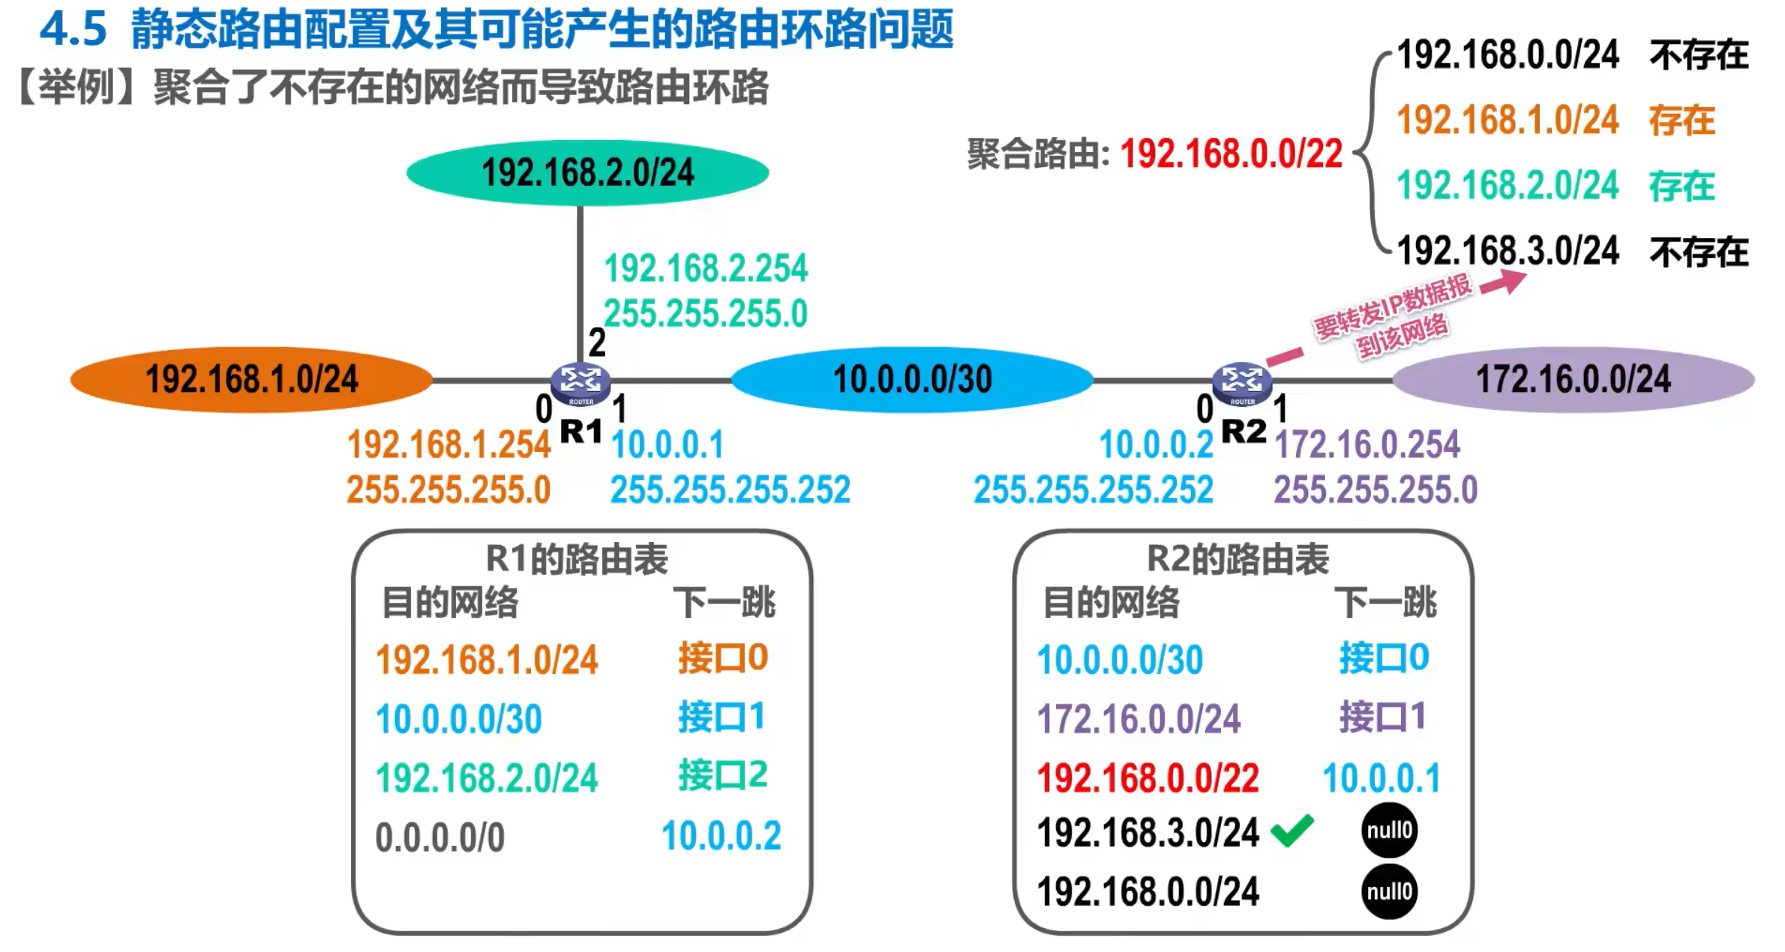 4.5 静态路由配置及其可能产生的路由环路问题
【举例】聚合了不存在的网络而导致路由环路
192.168.0.0/24 不存在
192.168.1.0/24 存在
聚合路由: 192.168.0.0/22
192.168.2.0/24 存在
192.168.3.0/24 不存在
要转发IP数据报
到该网络
192.168.2.0/24
192.168.2.254
255.255.255.0
2
192.168.1.0/24
ROUTER
10.0.0.0/30
ROUTER
172.16.0.0/24
0
R1
1
0
R2
1
192.168.1.254
255.255.255.0
10.0.0.1
255.255.255.252
10.0.0.2
255.255.255.252
172.16.0.254
255.255.255.0
R1的路由表
目的网络 下一跳
192.168.1.0/24 接口0
10.0.0.0/30 接口1
192.168.2.0/24 接口2
0.0.0.0/0 10.0.0.2
R2的路由表
目的网络 下一跳
10.0.0.0/30 接口0
172.16.0.0/24 接口1
192.168.0.0/22 10.0.0.1
192.168.3.0/24 null0
192.168.0.0/24 null0